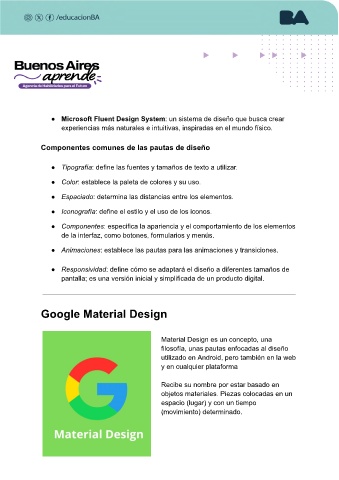 /educacionBA
BA
Buenos Aires
aprende
Agencia de Habilidades para el Futuro
● Microsoft Fluent Design System: un sistema de diseño que busca crear
experiencias más naturales e intuitivas, inspiradas en el mundo físico.
Componentes comunes de las pautas de diseño
● Tipografía: define las fuentes y tamaños de texto a utilizar.
● Color: establece la paleta de colores y su uso.
● Espaciado: determina las distancias entre los elementos.
● Iconografía: define el estilo y el uso de los íconos.
● Componentes: especifica la apariencia y el comportamiento de los elementos
de la interfaz, como botones, formularios y menús.
● Animaciones: establece las pautas para las animaciones y transiciones.
● Responsividad: define cómo se adaptará el diseño a diferentes tamaños de
pantalla; es una versión inicial y simplificada de un producto digital.
Google Material Design
Material Design es un concepto, una
filosofía, unas pautas enfocadas al diseño
utilizado en Android, pero también en la web
y en cualquier plataforma
Recibe su nombre por estar basado en
objetos materiales. Piezas colocadas en un
espacio (lugar) y con un tiempo
(movimiento) determinado.
Material Design